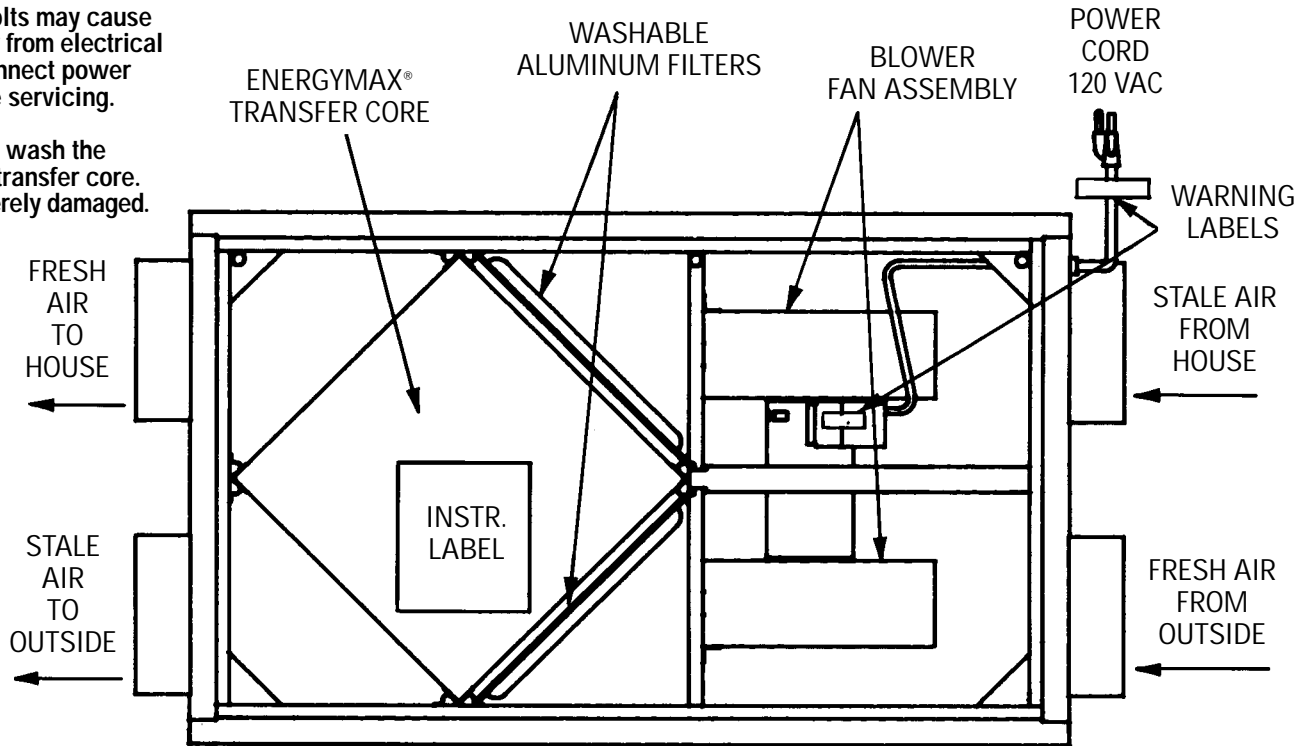 olts may cause
from electrical
nnect power
servicing.
wash the
transfer core.
rely damaged.
ENERGYMAX®
TRANSFER CORE
WASHABLE
ALUMINUM FILTERS
BLOWER
FAN ASSEMBLY
POWER
CORD
120 VAC
WARNING
LABELS
FRESH
AIR
TO
HOUSE
STALE AIR
FROM
HOUSE
INSTR.
LABEL
STALE
AIR
TO
OUTSIDE
FRESH AIR
FROM
OUTSIDE